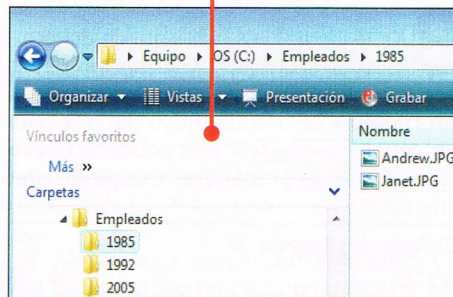 Equipo OS (C:) Empleados 1985
Organizar Vistas Presentación Grabar
Vínculos favoritos
Más »
Carpetas
Empleados
1985
1992
2005
Nombre
Andrew.JPG
Janet.JPG